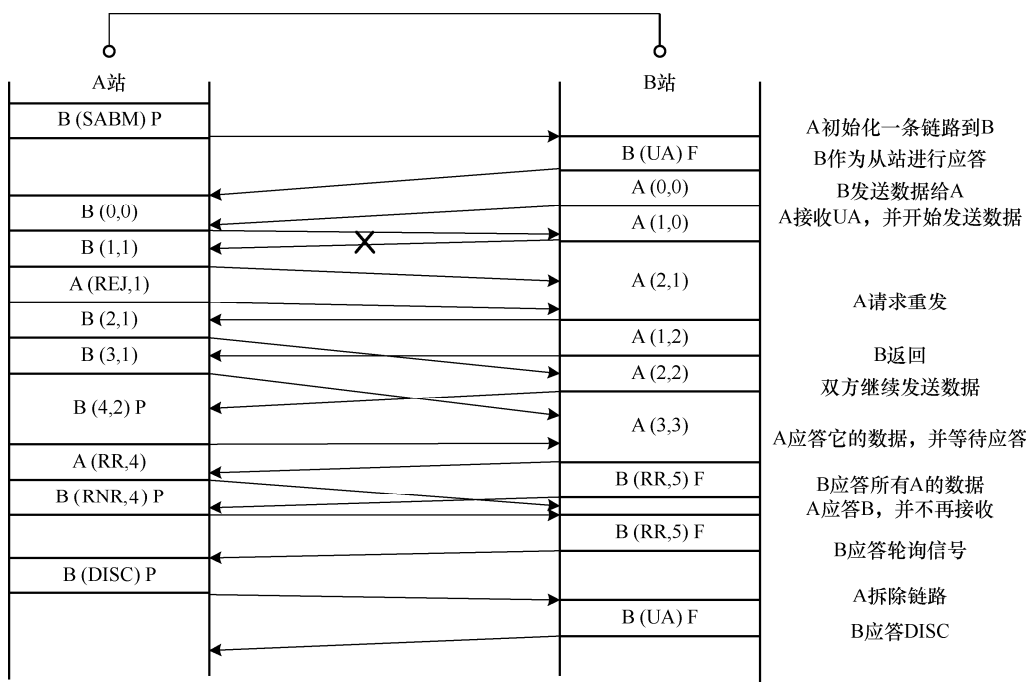 A站
B站
B (SABM) P
A初始化一条链路到B
B (UA) F
B作为从站进行应答
A (0,0)
B发送数据给A
B (0,0)
A (1,0)
A接收UA，并开始发送数据
B (1,1)
A (REJ,1)
A (2,1)
A请求重发
B (2,1)
A (1,2)
B (3,1)
B返回
A (2,2)
双方继续发送数据
B (4,2) P
A (3,3)
A应答它的数据，并等待应答
A (RR,4)
B (RR,5) F
B应答所有A的数据
B (RNR,4) P
A应答B，并不再接收
B (RR,5) F
B应答轮询信号
B (DISC) P
A拆除链路
B (UA) F
B应答DISC